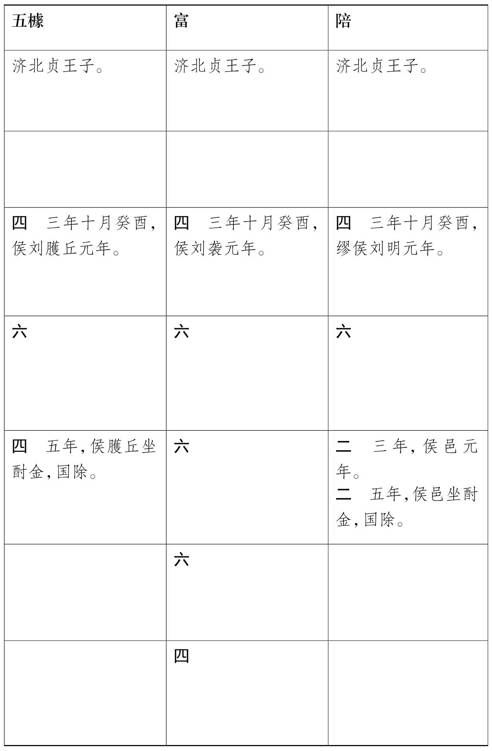 五㯫 富 陪
济北贞王子。 济北贞王子。 济北贞王子。
四 三年十月癸酉, 四 三年十月癸酉, 四 三年十月癸酉,
侯刘雘丘元年。 侯刘袭元年。 缪侯刘明元年。
六 六 六
四 五年,侯雘丘坐 六 二 三年,侯邑元
酎金,国除。 年。
二 五年,侯邑坐酎
金,国除。
六
四